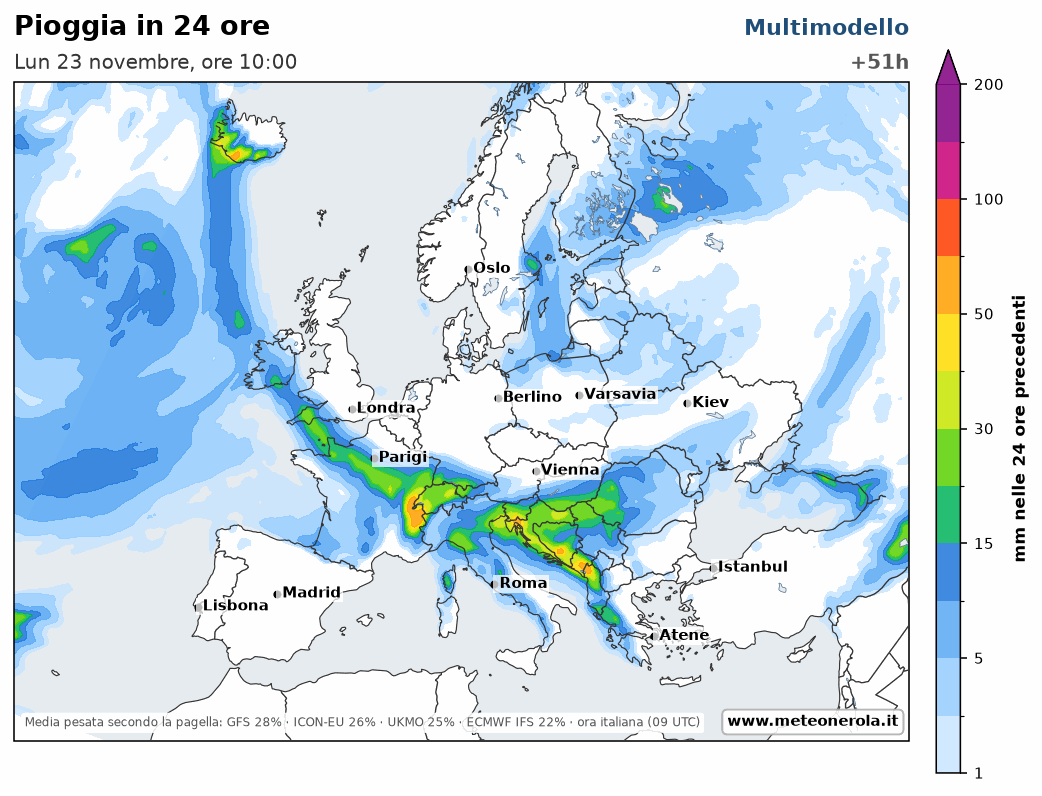 Pioggia in 24 ore
Multimodello
Lun 23 novembre, ore 10:00
+51h
200
100
50
30
15
5
1
mm nelle 24 ore precedenti
Oslo
Londra
Berlino
Varsavia
Kiev
Parigi
Vienna
Istanbul
Roma
Madrid
Lisbona
Atene
Media pesata secondo la pagella: GFS 28% · ICON-EU 26% · UKMO 25% · ECMWF IFS 22% · ora italiana (09 UTC)
www.meteonerola.it